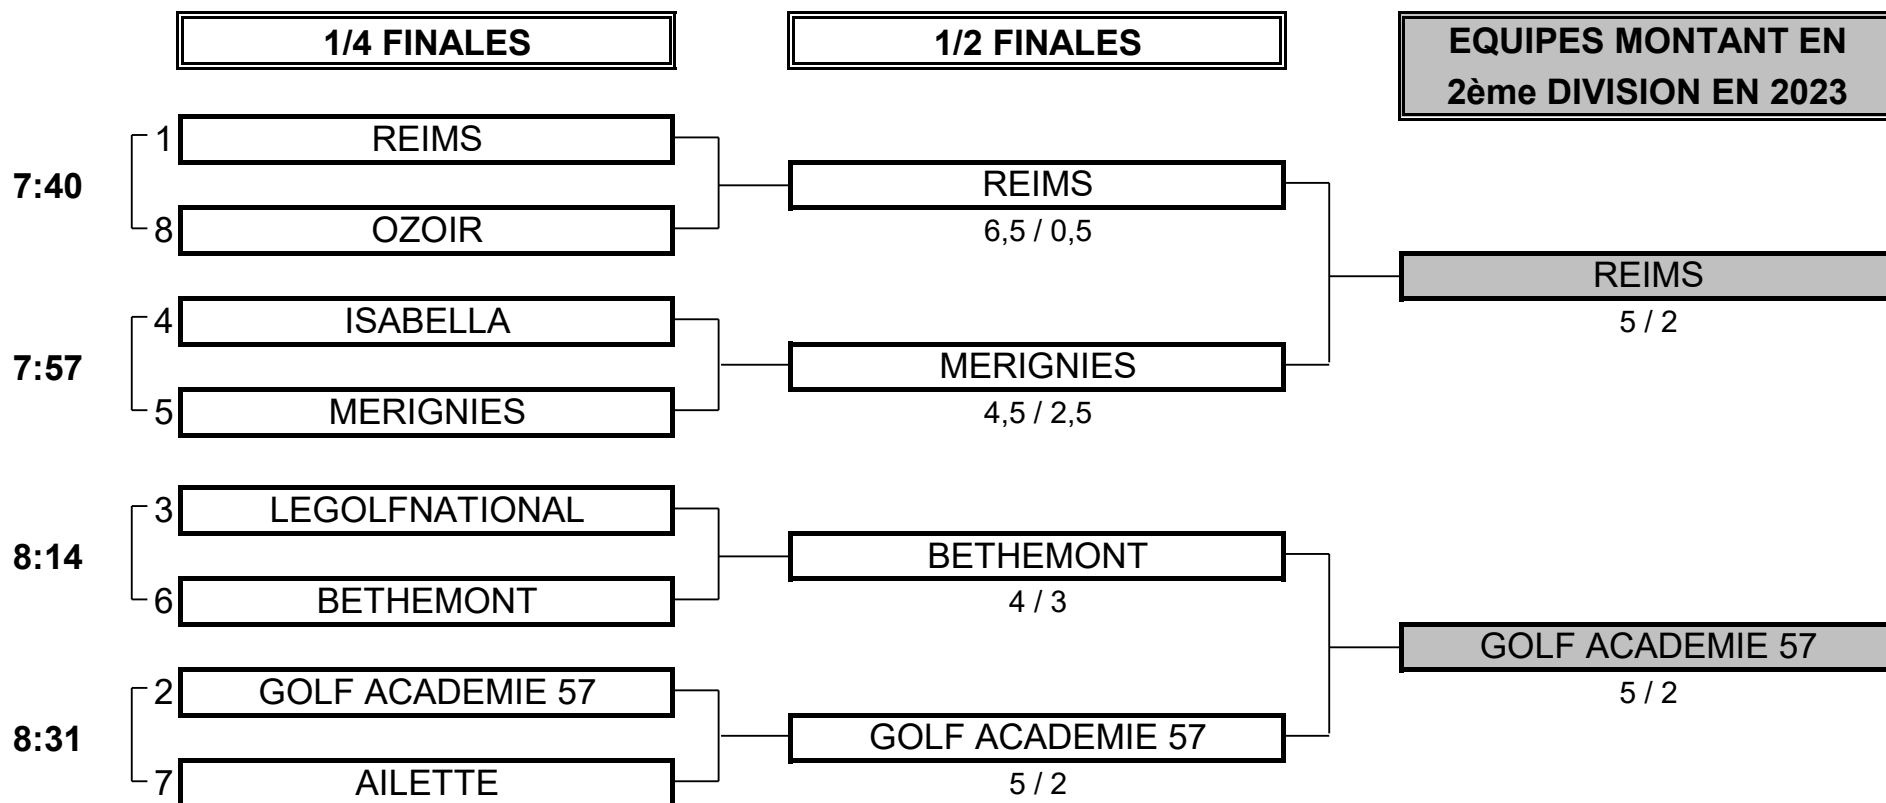 1/4 FINALES
1/2 FINALES
EQUIPES MONTANT EN
2ème DIVISION EN 2023
1 REIMS
7:40
REIMS
8 OZOIR
6,5 / 0,5
REIMS
4 ISABELLA
5 / 2
7:57
MERIGNIES
5 MERIGNIES
4,5 / 2,5
3 LEGOLFNATIONAL
8:14
BETHEMONT
6 BETHEMONT
4 / 3
GOLF ACADEMIE 57
2 GOLF ACADEMIE 57
5 / 2
8:31
GOLF ACADEMIE 57
7 AILETTE
5 / 2